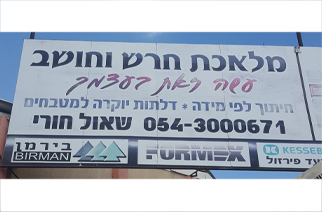 מלאכת חרש וחושב
עשה זאת בעצמך
חיתוך לפי מידה * דלתות יוקרה למטבחים
שאול חורי 054-3000671
בירמן
BIRMAN
FORMEX
KESSEB
עד פירזול